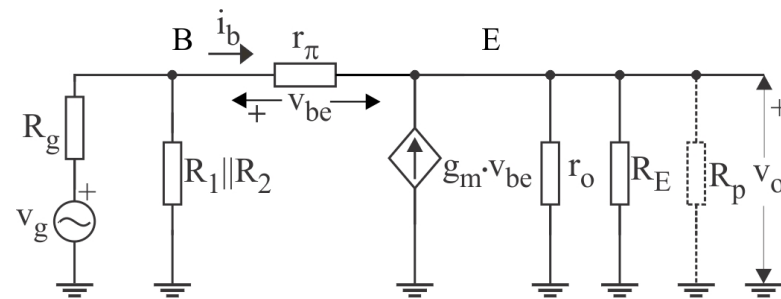 B i_b r_π E
+ v_be
R_g
R_1||R_2
g_m·v_be
r_o
R_E
R_p
+
v_o
+
v_g